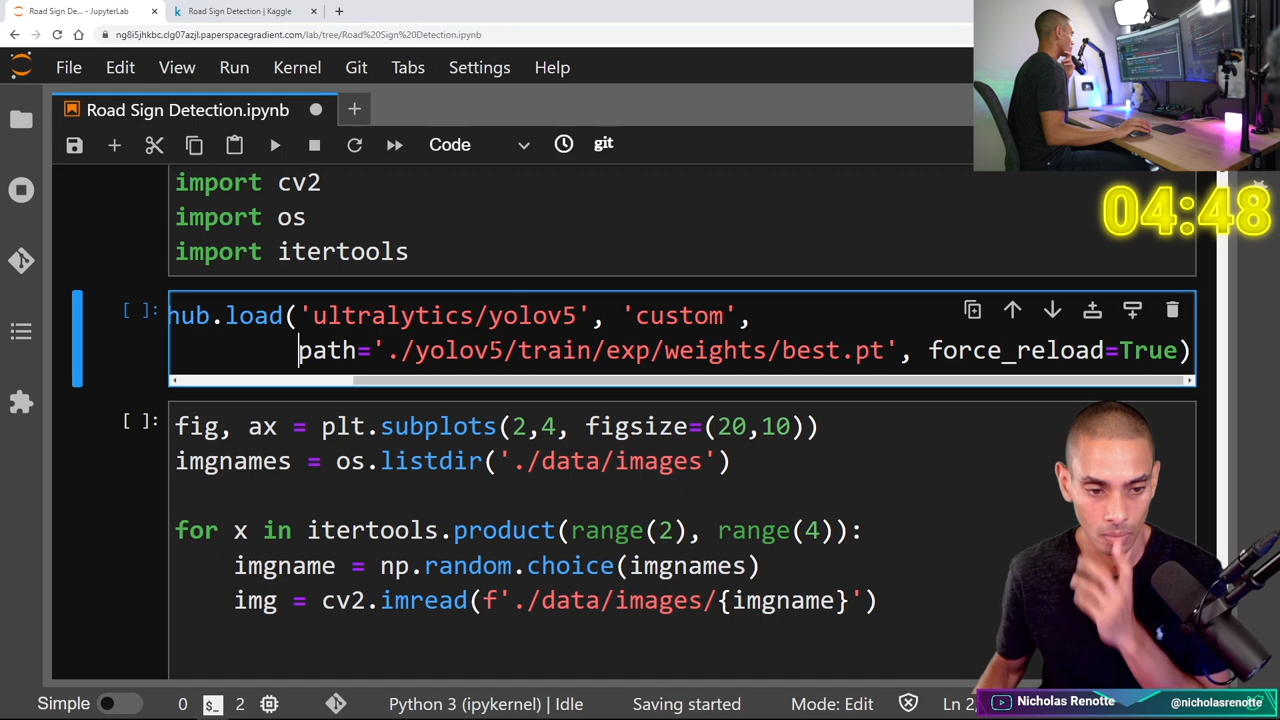 Road Sign De... - JupyterLab
Road Sign Detection | Kaggle
ng8i5jhkbc.clg07azjl.paperspacegradient.com/lab/tree/Road%20Sign%20Detection.ipynb
File Edit View Run Kernel Git Tabs Settings Help
Road Sign Detection.ipynb
Code
git
04:48
import cv2
import os
import itertools
[ ]:
hub.load('ultralytics/yolov5', 'custom',
path='./yolov5/train/exp/weights/best.pt', force_reload=True)
[ ]:
fig, ax = plt.subplots(2,4, figsize=(20,10))
imgnames = os.listdir('./data/images')
for x in itertools.product(range(2), range(4)):
imgname = np.random.choice(imgnames)
img = cv2.imread(f'./data/images/{imgname}')
Simple 0 2 Python 3 (ipykernel) | Idle Saving started Mode: Edit Ln 2,
Nicholas Renotte @nicholasrenotte